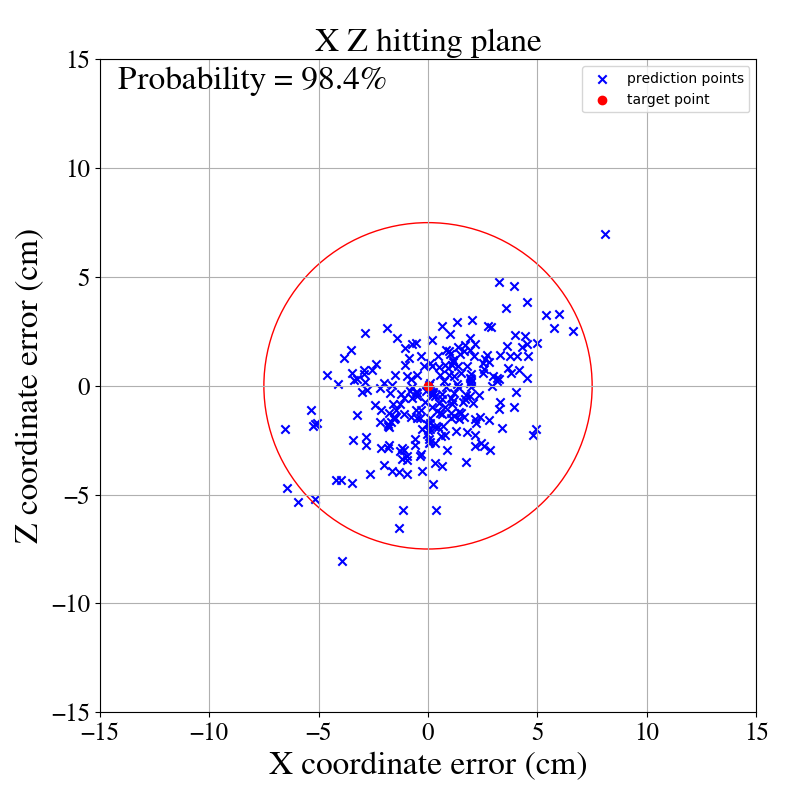 X Z hitting plane
Probability = 98.4%
prediction points
target point
15
10
5
0
−5
−10
−15
Z coordinate error (cm)
−15 −10 −5 0 5 10 15
X coordinate error (cm)